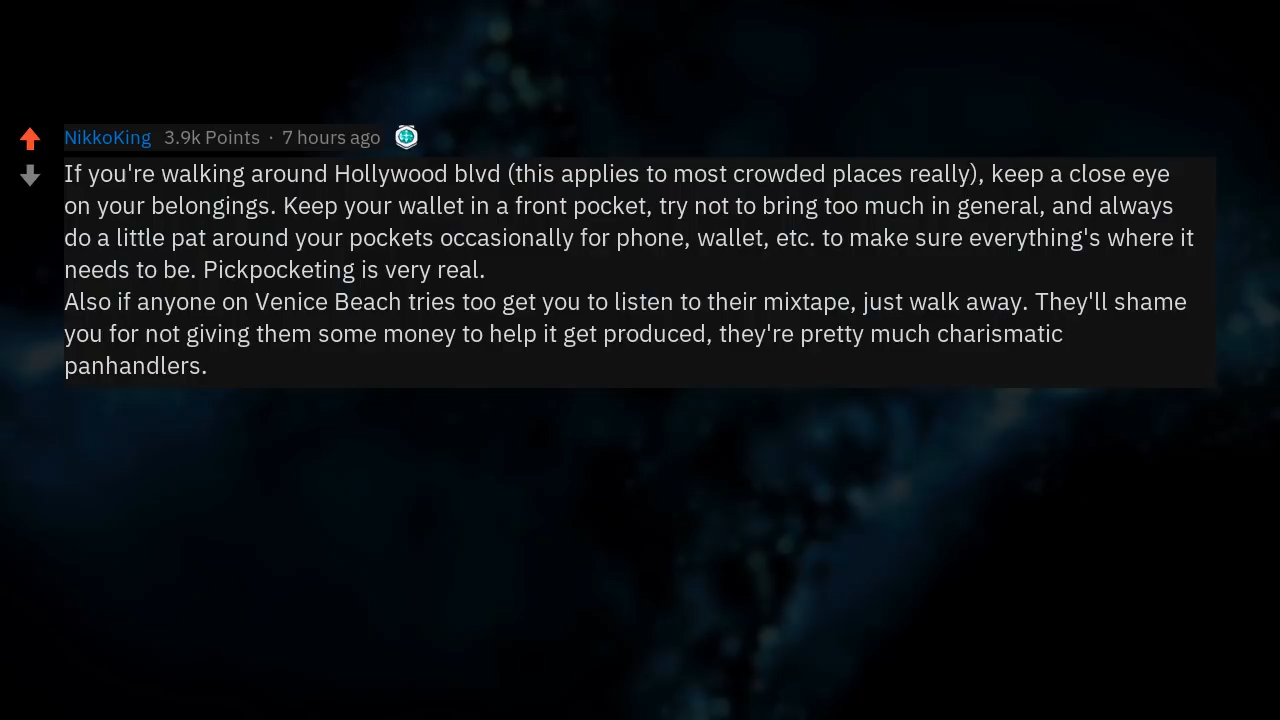 NikkoKing 3.9k Points · 7 hours ago
If you're walking around Hollywood blvd (this applies to most crowded places really), keep a close eye
on your belongings. Keep your wallet in a front pocket, try not to bring too much in general, and always
do a little pat around your pockets occasionally for phone, wallet, etc. to make sure everything's where it
needs to be. Pickpocketing is very real.
Also if anyone on Venice Beach tries too get you to listen to their mixtape, just walk away. They'll shame
you for not giving them some money to help it get produced, they're pretty much charismatic
panhandlers.